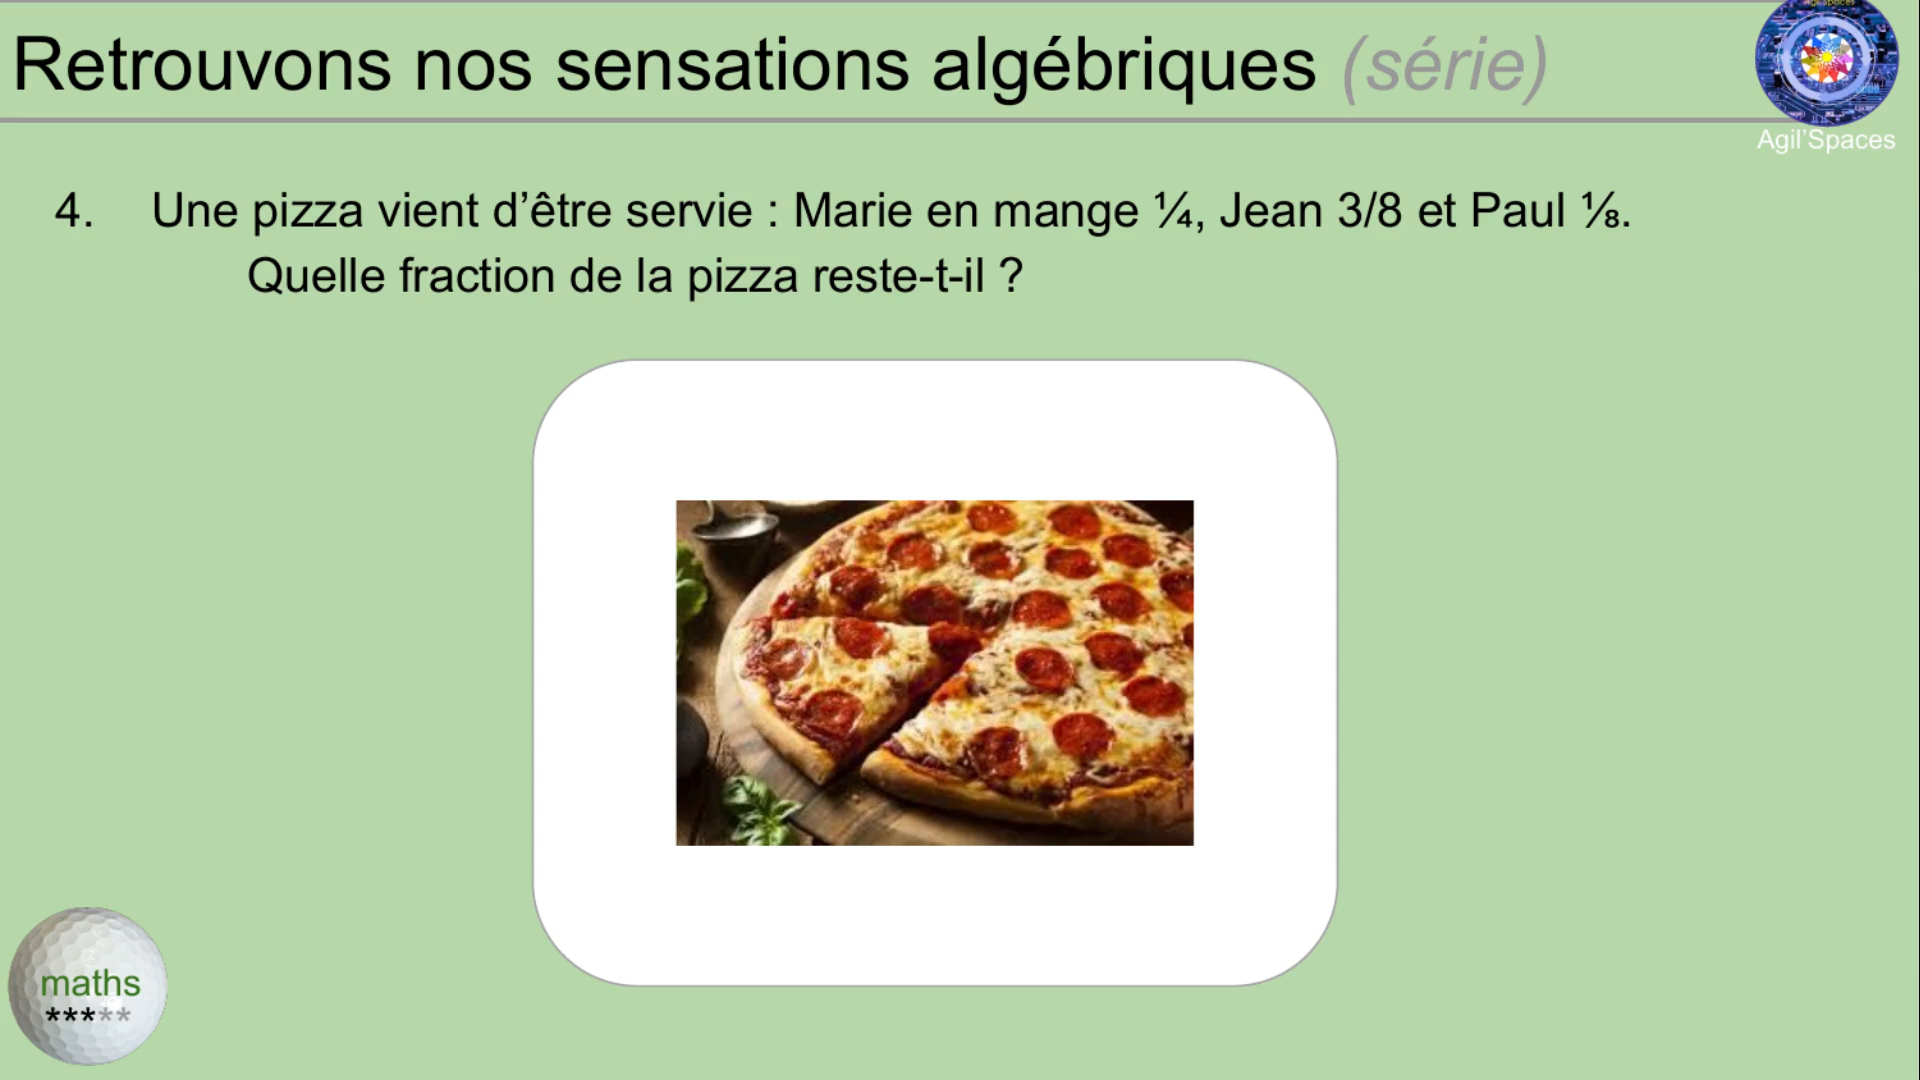 Retrouvons nos sensations algébriques (série)
Agil'Spaces
4. Une pizza vient d’être servie : Marie en mange ¼, Jean 3/8 et Paul ⅛.
Quelle fraction de la pizza reste-t-il ?
maths
*****